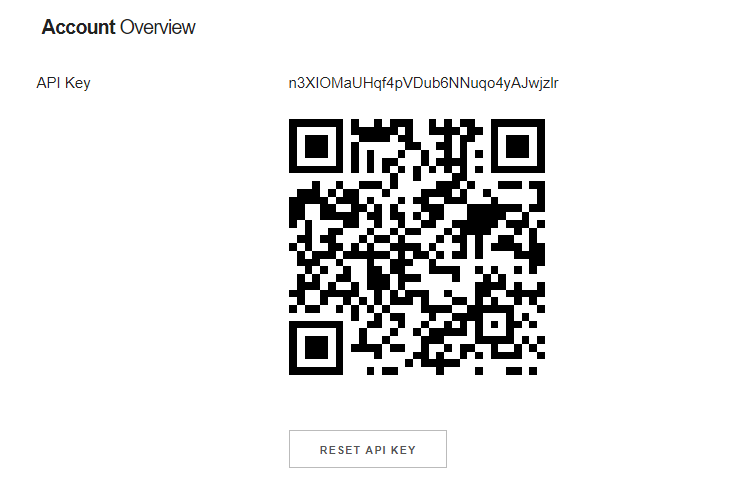 Account Overview
API Key
n3XIOMaUHqf4pVDub6NNuqo4yAJwjzlr
RESET API KEY